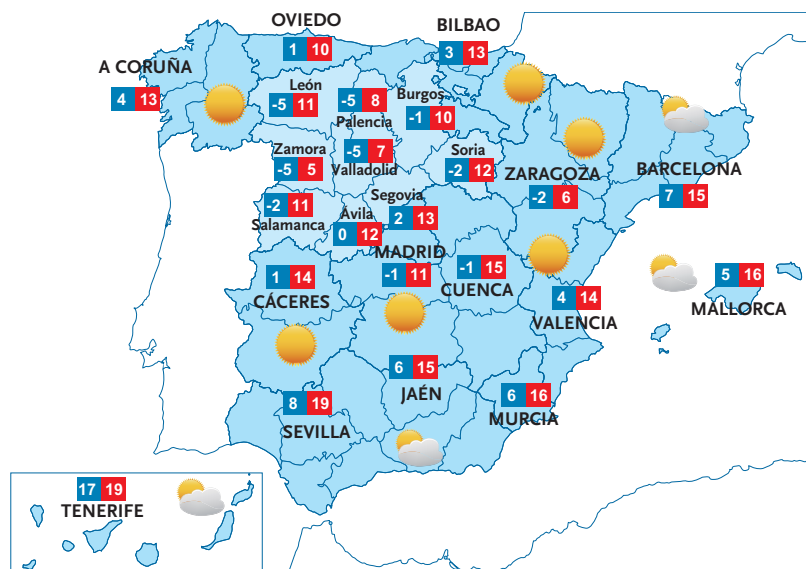 OVIEDO
1 10
BILBAO
3 13
A CORUÑA
4 13
León
-5 11
-5 8
Palencia
Burgos
-1 10
Zamora
-5 5
-5 7
Valladolid
Soria
-2 12
ZARAGOZA
-2 6
BARCELONA
7 15
-2 11
Salamanca
Ávila
0 12
Segovia
2 13
MADRID
-1 11
-1 15
CUENCA
1 14
CÁCERES
4 14
VALENCIA
5 16
MALLORCA
6 15
JAÉN
8 19
SEVILLA
6 16
MURCIA
17 19
TENERIFE